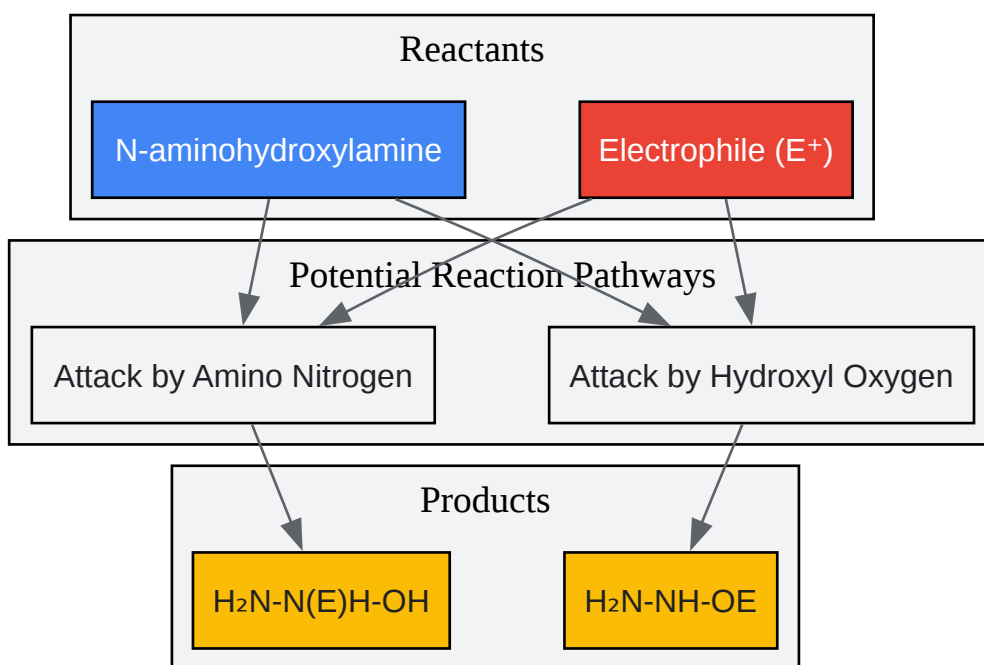 Reactants
N-aminohydroxylamine
Electrophile (E⁺)
Potential Reaction Pathways
Attack by Amino Nitrogen
Attack by Hydroxyl Oxygen
Products
H₂N-N(E)H-OH
H₂N-NH-OE